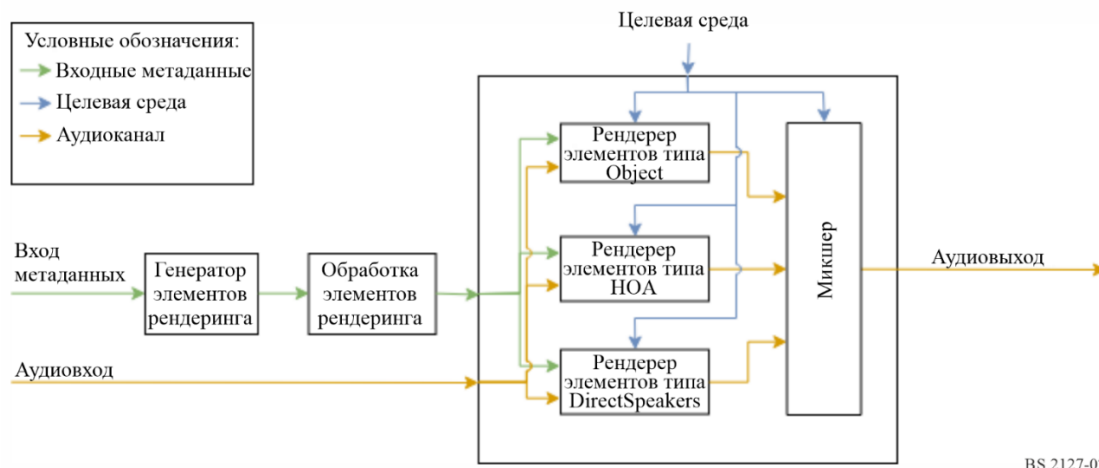 Целевая среда
Условные обозначения:
Входные метаданные
Целевая среда
Аудиоканал
Рендерер
элементов типа
Object
Рендерер
элементов типа
HOA
Рендерер
элементов типа
DirectSpeakers
Микшер
Вход
метаданных
Генератор
элементов
рендеринга
Обработка
элементов
рендеринга
Аудиовход
Аудиовыход